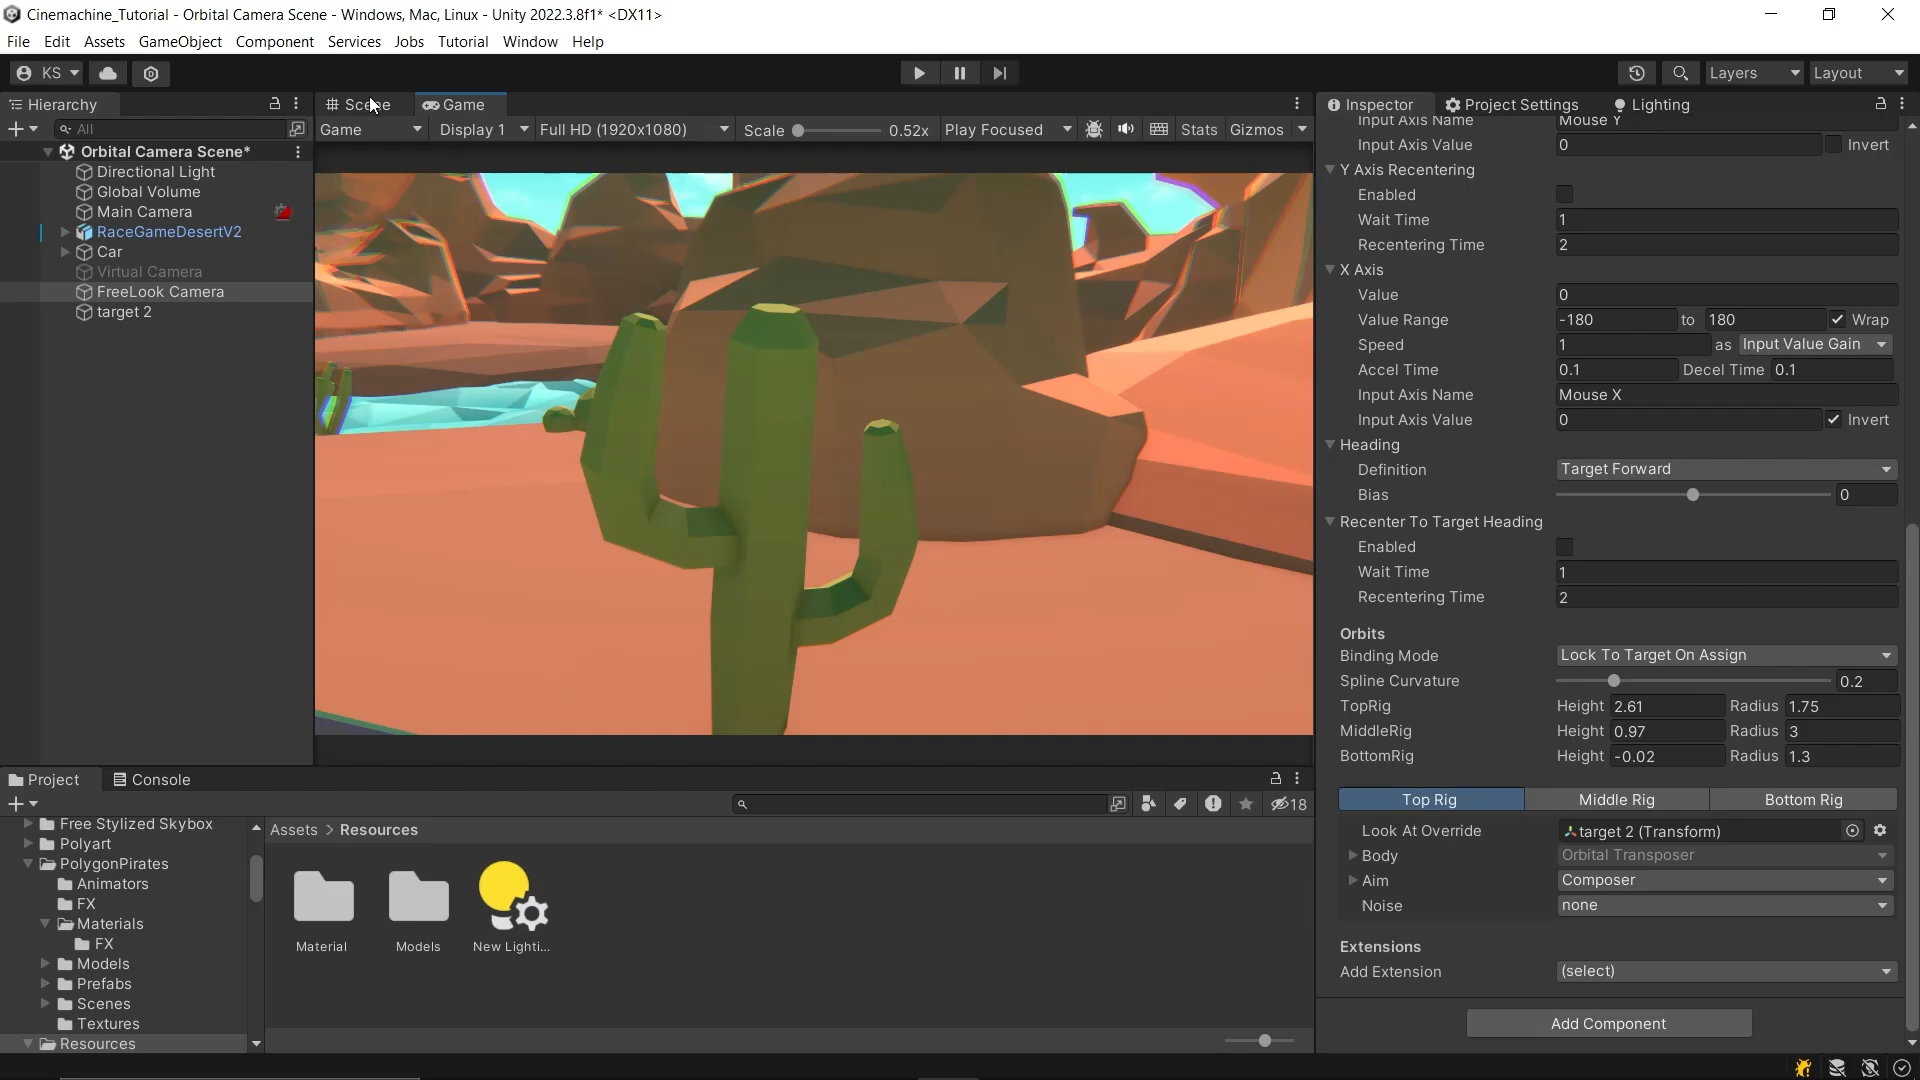 Cinemachine_Tutorial - Orbital Camera Scene - Windows, Mac, Linux - Unity 2022.3.8f1* <DX11>
File Edit Assets GameObject Component Services Jobs Tutorial Window Help
KS Layers Layout
Hierarchy
All
Orbital Camera Scene*
Directional Light
Global Volume
Main Camera
RaceGameDesertV2
Car
Virtual Camera
FreeLook Camera
target 2
Scene Game
Game Display 1 Full HD (1920x1080) Scale 0.52x Play Focused Stats Gizmos
Inspector Project Settings Lighting
Input Axis Name Mouse Y
Input Axis Value 0 Invert
Y Axis Recentering
Enabled
Wait Time 1
Recentering Time 2
X Axis
Value 0
Value Range -180 to 180 Wrap
Speed 1 as Input Value Gain
Accel Time 0.1 Decel Time 0.1
Input Axis Name Mouse X
Input Axis Value 0 Invert
Heading
Definition Target Forward
Bias 0
Recenter To Target Heading
Enabled
Wait Time 1
Recentering Time 2
Orbits
Binding Mode Lock To Target On Assign
Spline Curvature 0.2
TopRig Height 2.61 Radius 1.75
MiddleRig Height 0.97 Radius 3
BottomRig Height -0.02 Radius 1.3
Top Rig Middle Rig Bottom Rig
Look At Override target 2 (Transform)
Body Orbital Transposer
Aim Composer
Noise none
Extensions
Add Extension (select)
Add Component
Project Console
18
Free Stylized Skybox
Polyart
PolygonPirates
Animators
FX
Materials
FX
Models
Prefabs
Scenes
Textures
Resources
Assets > Resources
Material Models New Lighti...